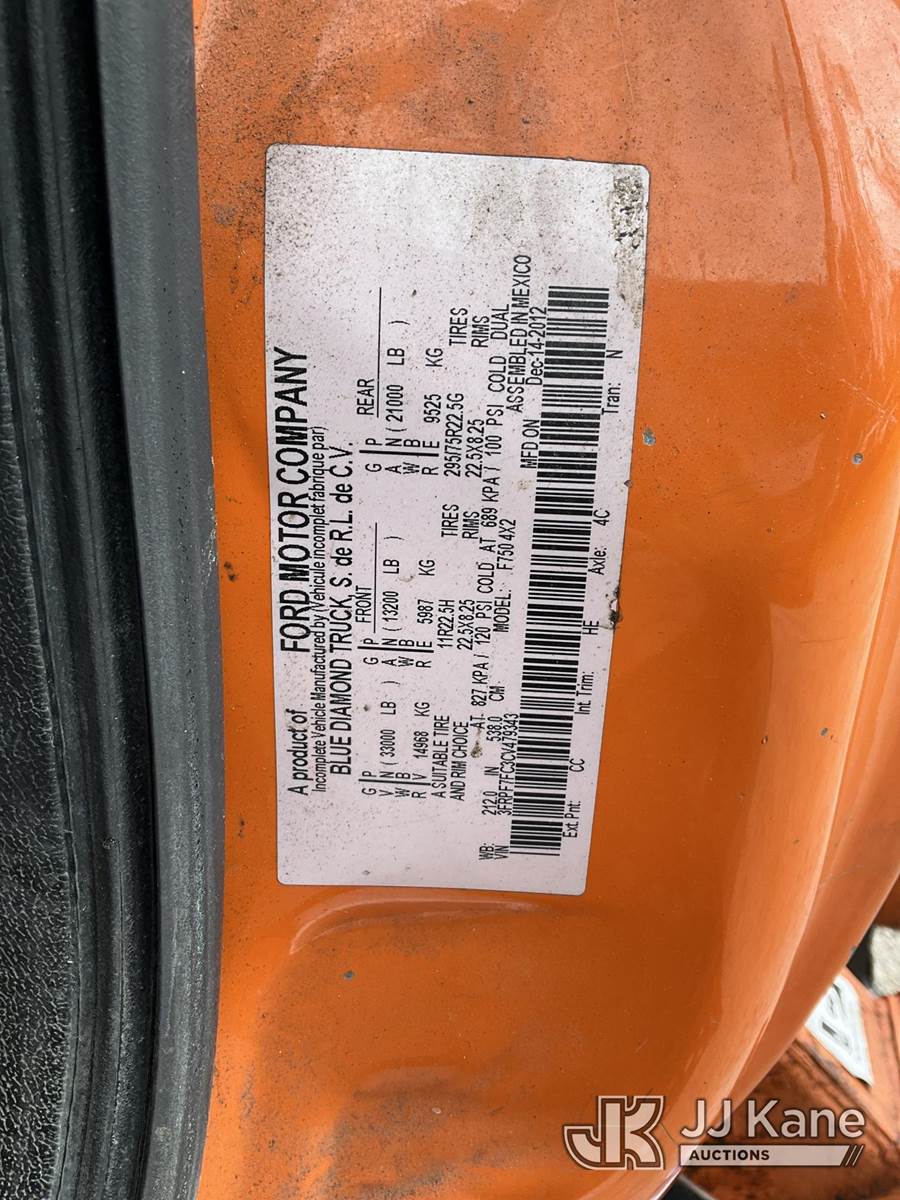 A product of FORD MOTOR COMPANY
Incomplete Vehicle Manufactured by (Vehicule incomplet fabrique par)
BLUE DIAMOND TRUCK, S. de R.L. de C.V.
FRONT REAR
G P G P G P
V N ( 33000 LB ) A N ( 13200 LB ) A N ( 21000 LB )
W B W B W B
R V 14968 KG R E 5987 KG R E 9525 KG
A SUITABLE TIRE 11R22.5H TIRES 295/75R22.5G TIRES
AND RIM CHOICE 22.5X8.25 RIMS 22.5X8.25 RIMS
AT 827 KPA / 120 PSI COLD AT 689 KPA / 100 PSI COLD DUAL
WB: 212.0 IN 538.0 CM MODEL: F750 4X2 ASSEMBLED IN MEXICO
VIN 3FRPF7FC3CV479343 MFD ON Dec-14-2012
Ext. Pnt: CC Int. Trim: HE Axle: 4C Tran: N
JK JJ Kane
AUCTIONS